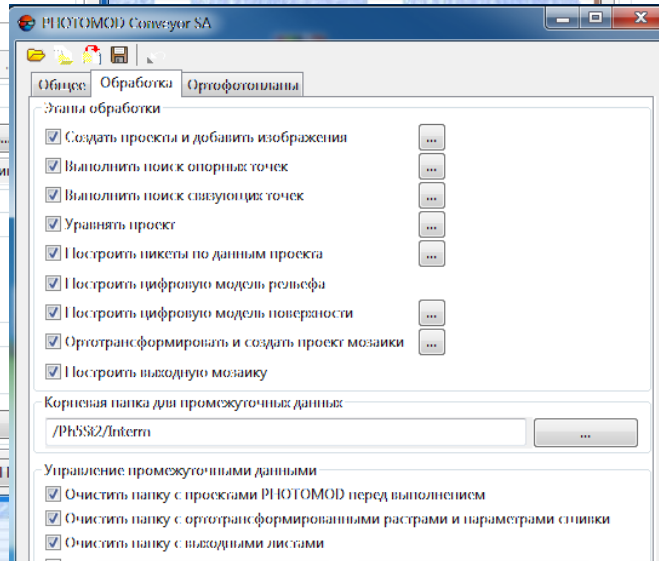 PHOTOMOD Conveyor SA
Общее Обработка Ортофотопланы
Этапы обработки
Создать проекты и добавить изображения ...
Выполнить поиск опорных точек ...
Выполнить поиск связующих точек ...
Уравнять проект ...
Построить пикеты по данным проекта ...
Построить цифровую модель рельефа
Построить цифровую модель поверхности ...
Ортотрансформировать и создать проект мозаики ...
Построить выходную мозаику
Корневая папка для промежуточных данных
/Ph5St2/Interm ...
Управление промежуточными данными
Очистить папку с проектами PHOTOMOD перед выполнением
Очистить папку с ортотрансформированными растрами и параметрами сшивки
Очистить папку с выходными листами